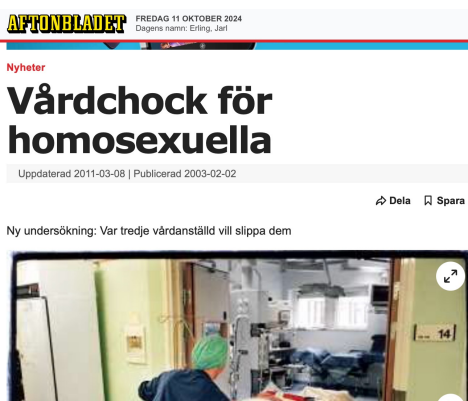 AFTONBLADET
FREDAG 11 OKTOBER 2024
Dagens namn: Erling, Jarl
Nyheter
Vårdchock för
homosexuella
Uppdaterad 2011-03-08 | Publicerad 2003-02-02
Dela Spara
Ny undersökning: Var tredje vårdanställd vill slippa dem
14